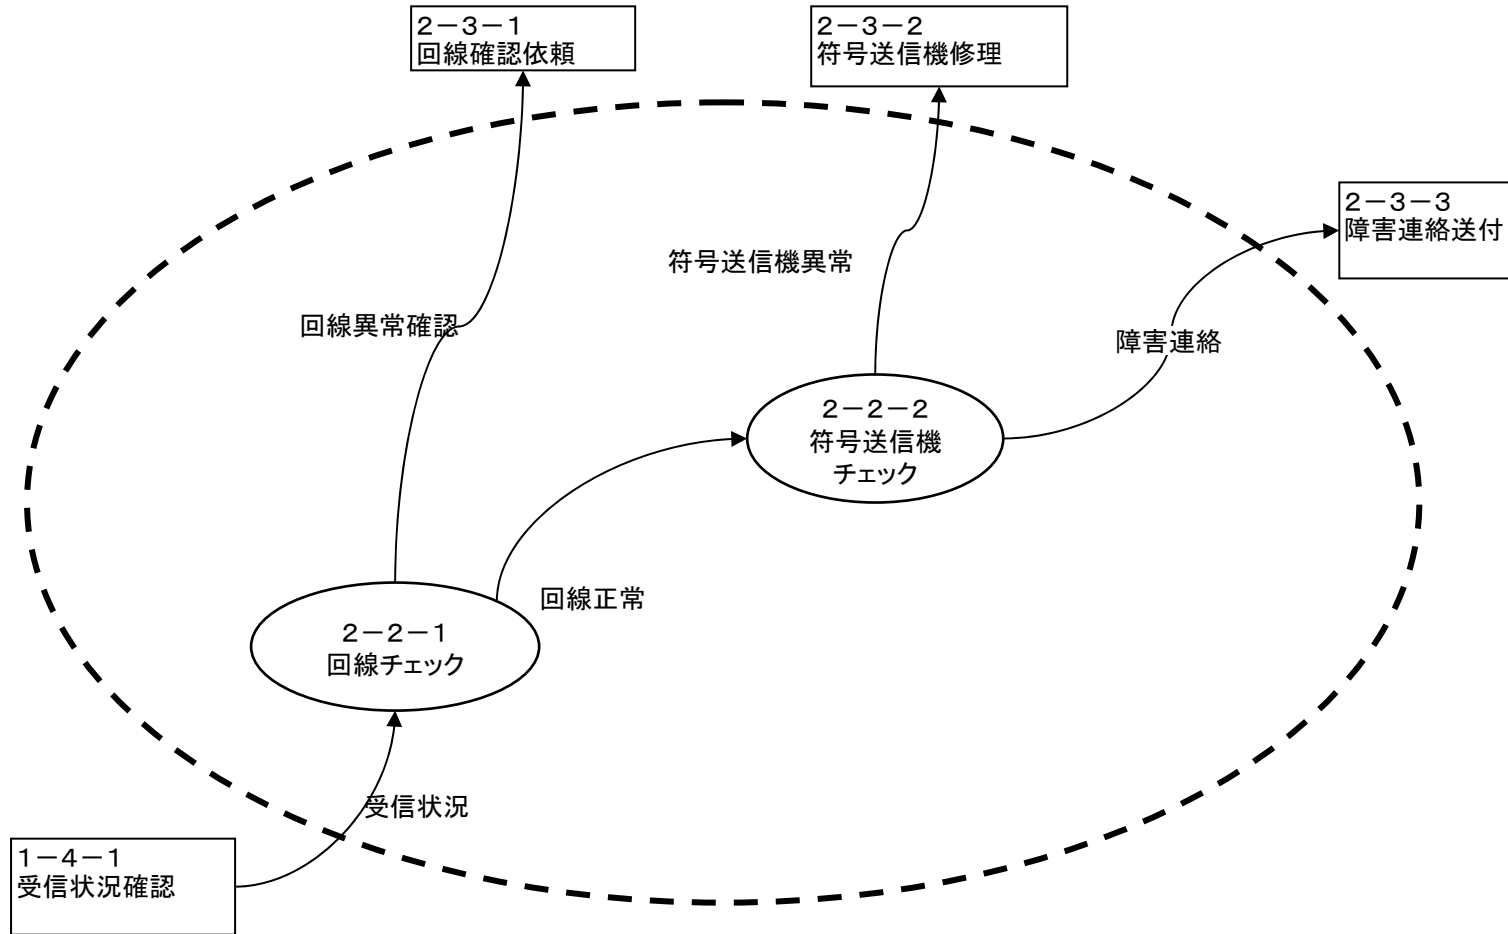 2－3－1
回線確認依頼
2－3－2
符号送信機修理
2－3－3
障害連絡送付
符号送信機異常
回線異常確認
障害連絡
2－2－2
符号送信機
チェック
回線正常
2－2－1
回線チェック
受信状況
1－4－1
受信状況確認